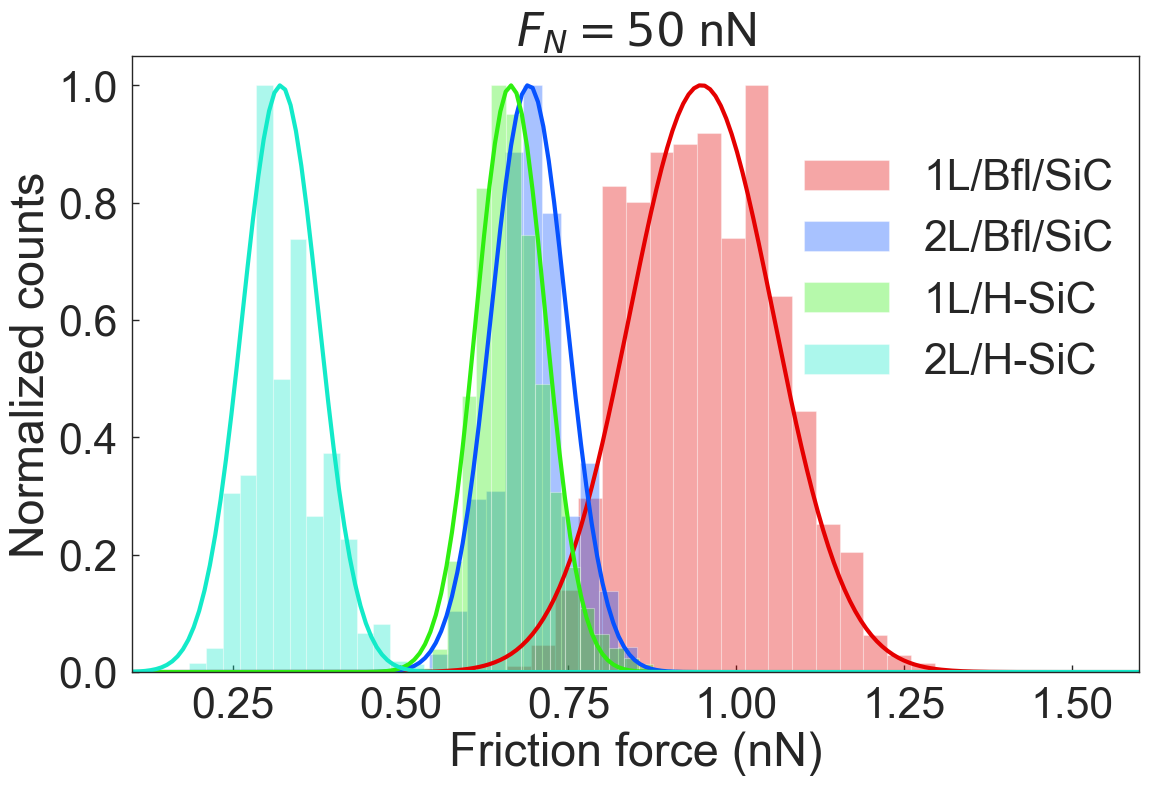 F_N = 50 nN
Normalized counts
1.0
0.8
0.6
0.4
0.2
0.0
1L/Bfl/SiC
2L/Bfl/SiC
1L/H-SiC
2L/H-SiC
0.25 0.50 0.75 1.00 1.25 1.50
Friction force (nN)